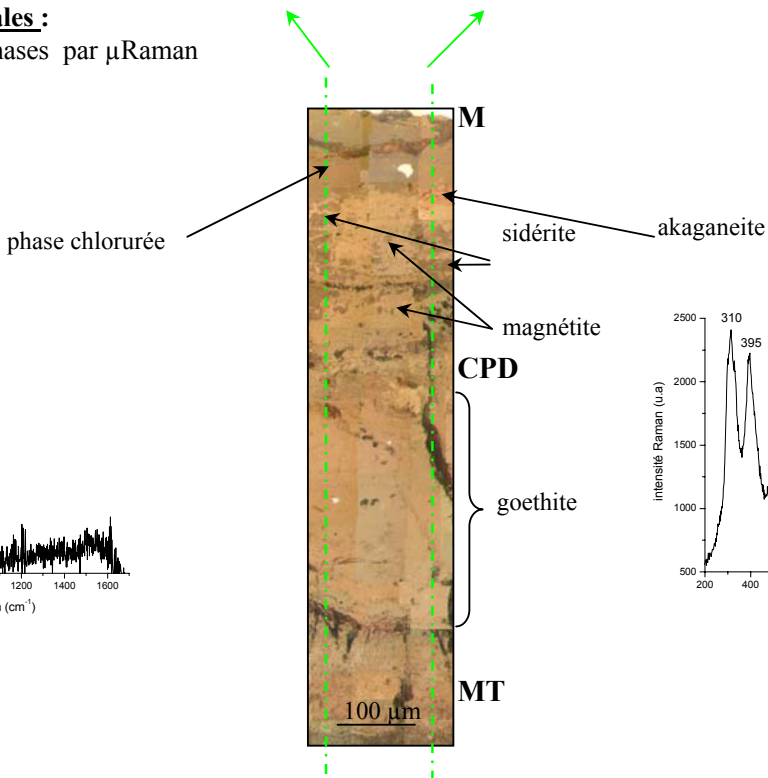 ales :
hases par µRaman
M
phase chlorurée
sidérite
akaganeite
magnétite
CPD
goethite
MT
100 µm
1200 1400 1600
(cm⁻¹)
310
395
2500
2000
1500
1000
500
intensité Raman (u.a)
200 400